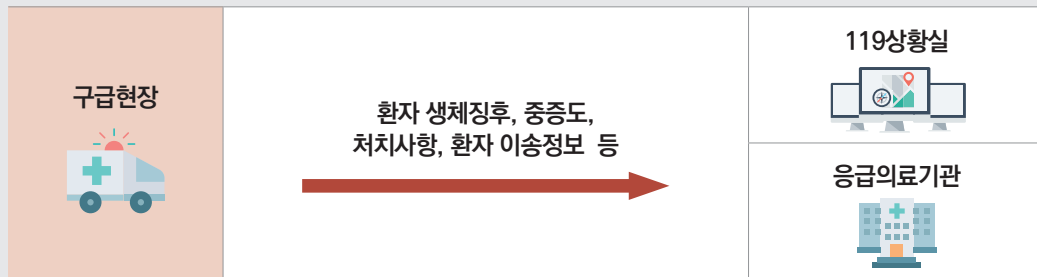 구급현장
환자 생체징후, 중증도,
처치사항, 환자 이송정보 등
119상황실
응급의료기관